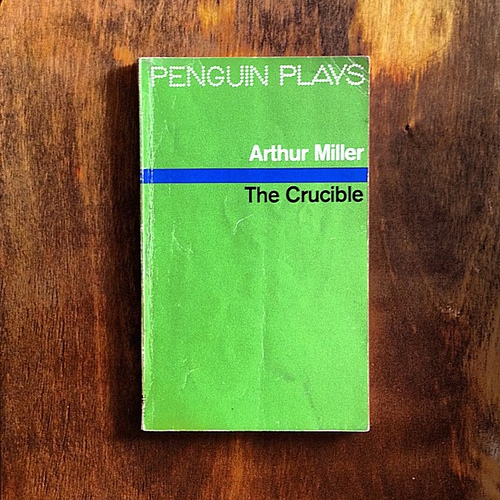 PENGUIN PLAYS
Arthur Miller
The Crucible